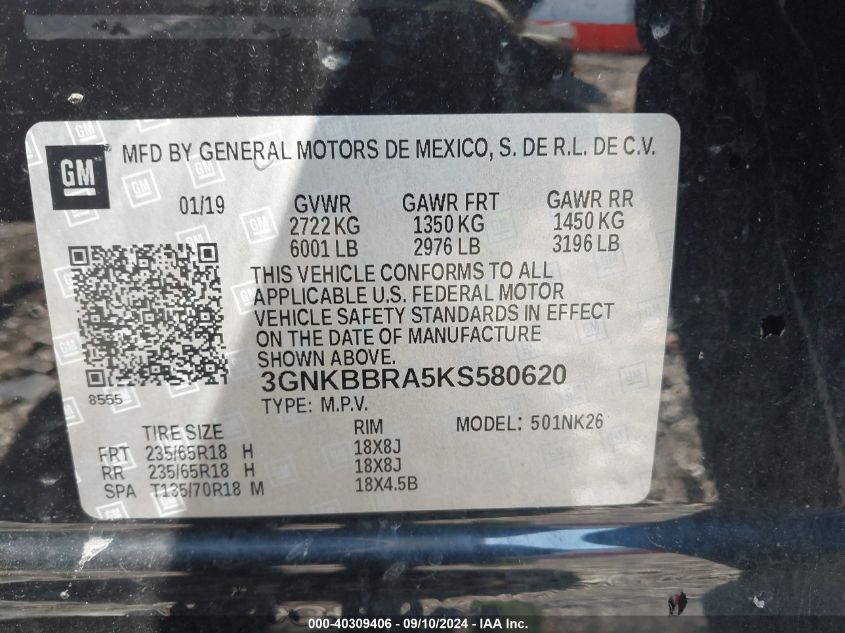 GM
MFD BY GENERAL MOTORS DE MEXICO, S. DE R.L. DE C.V.
01/19 GVWR GAWR FRT GAWR RR
2722 KG 1350 KG 1450 KG
6001 LB 2976 LB 3196 LB
THIS VEHICLE CONFORMS TO ALL
APPLICABLE U.S. FEDERAL MOTOR
VEHICLE SAFETY STANDARDS IN EFFECT
ON THE DATE OF MANUFACTURE
SHOWN ABOVE.
8555
3GNKBBRA5KS580620
TYPE: M.P.V. MODEL: 501NK26
TIRE SIZE RIM
FRT 235/65R18 H 18X8J
RR 235/65R18 H 18X8J
SPA T135/70R18 M 18X4.5B
000-40309406 - 09/10/2024 - IAA Inc.